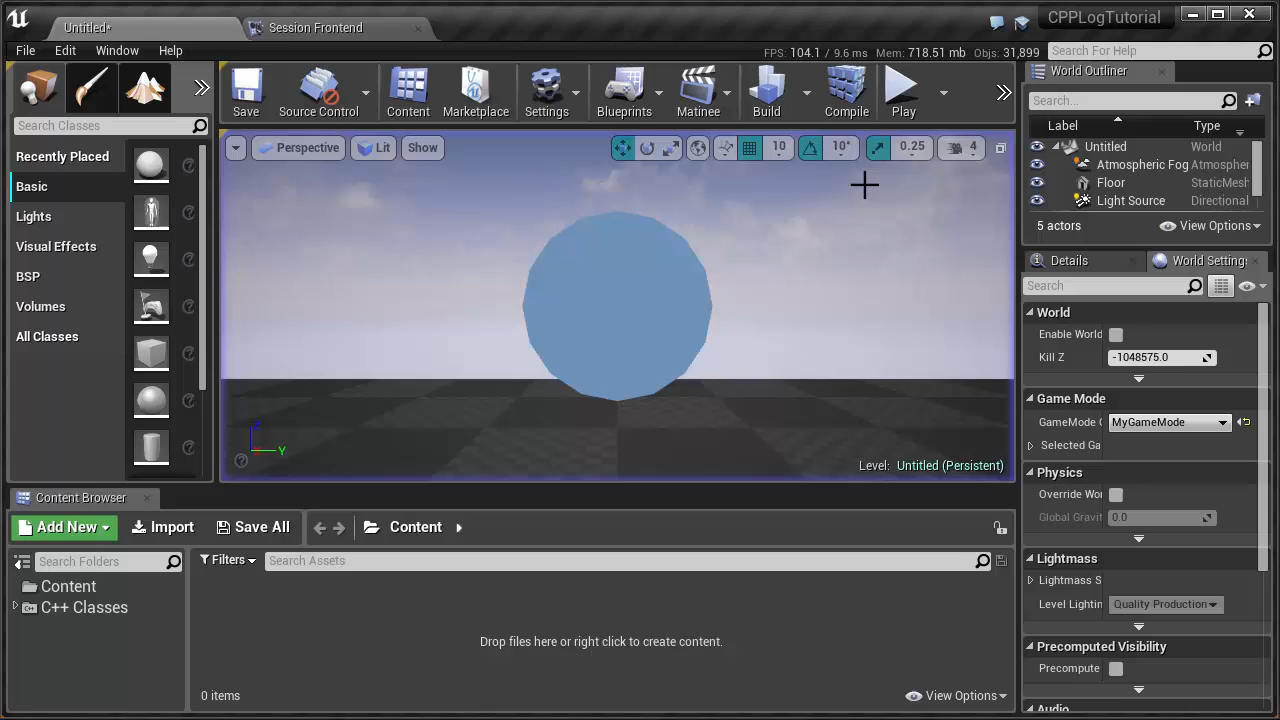 Untitled*
Session Frontend
CPPLogTutorial
File Edit Window Help
FPS: 104.1 / 9.6 ms Mem: 718.51 mb Objs: 31,899
Search For Help
Search Classes
Recently Placed
Basic
Lights
Visual Effects
BSP
Volumes
All Classes
Save
Source Control
Content
Marketplace
Settings
Blueprints
Matinee
Build
Compile
Play
Perspective
Lit
Show
10
10°
0.25
4
Z
X
Y
Level: Untitled (Persistent)
World Outliner
Search...
Label Type
Untitled World
Atmospheric Fog Atmospher
Floor StaticMesh
Light Source Directional
5 actors
View Options
Details
World Settings
Search
World
Enable World
Kill Z -1048575.0
Game Mode
GameMode O MyGameMode
Selected Ga
Physics
Override Wor
Global Gravit 0.0
Lightmass
Lightmass S
Level Lightin Quality Production
Precomputed Visibility
Precompute
Audio
Content Browser
Add New
Import
Save All
Content
Search Folders
Content
C++ Classes
Filters
Search Assets
Drop files here or right click to create content.
0 items
View Options